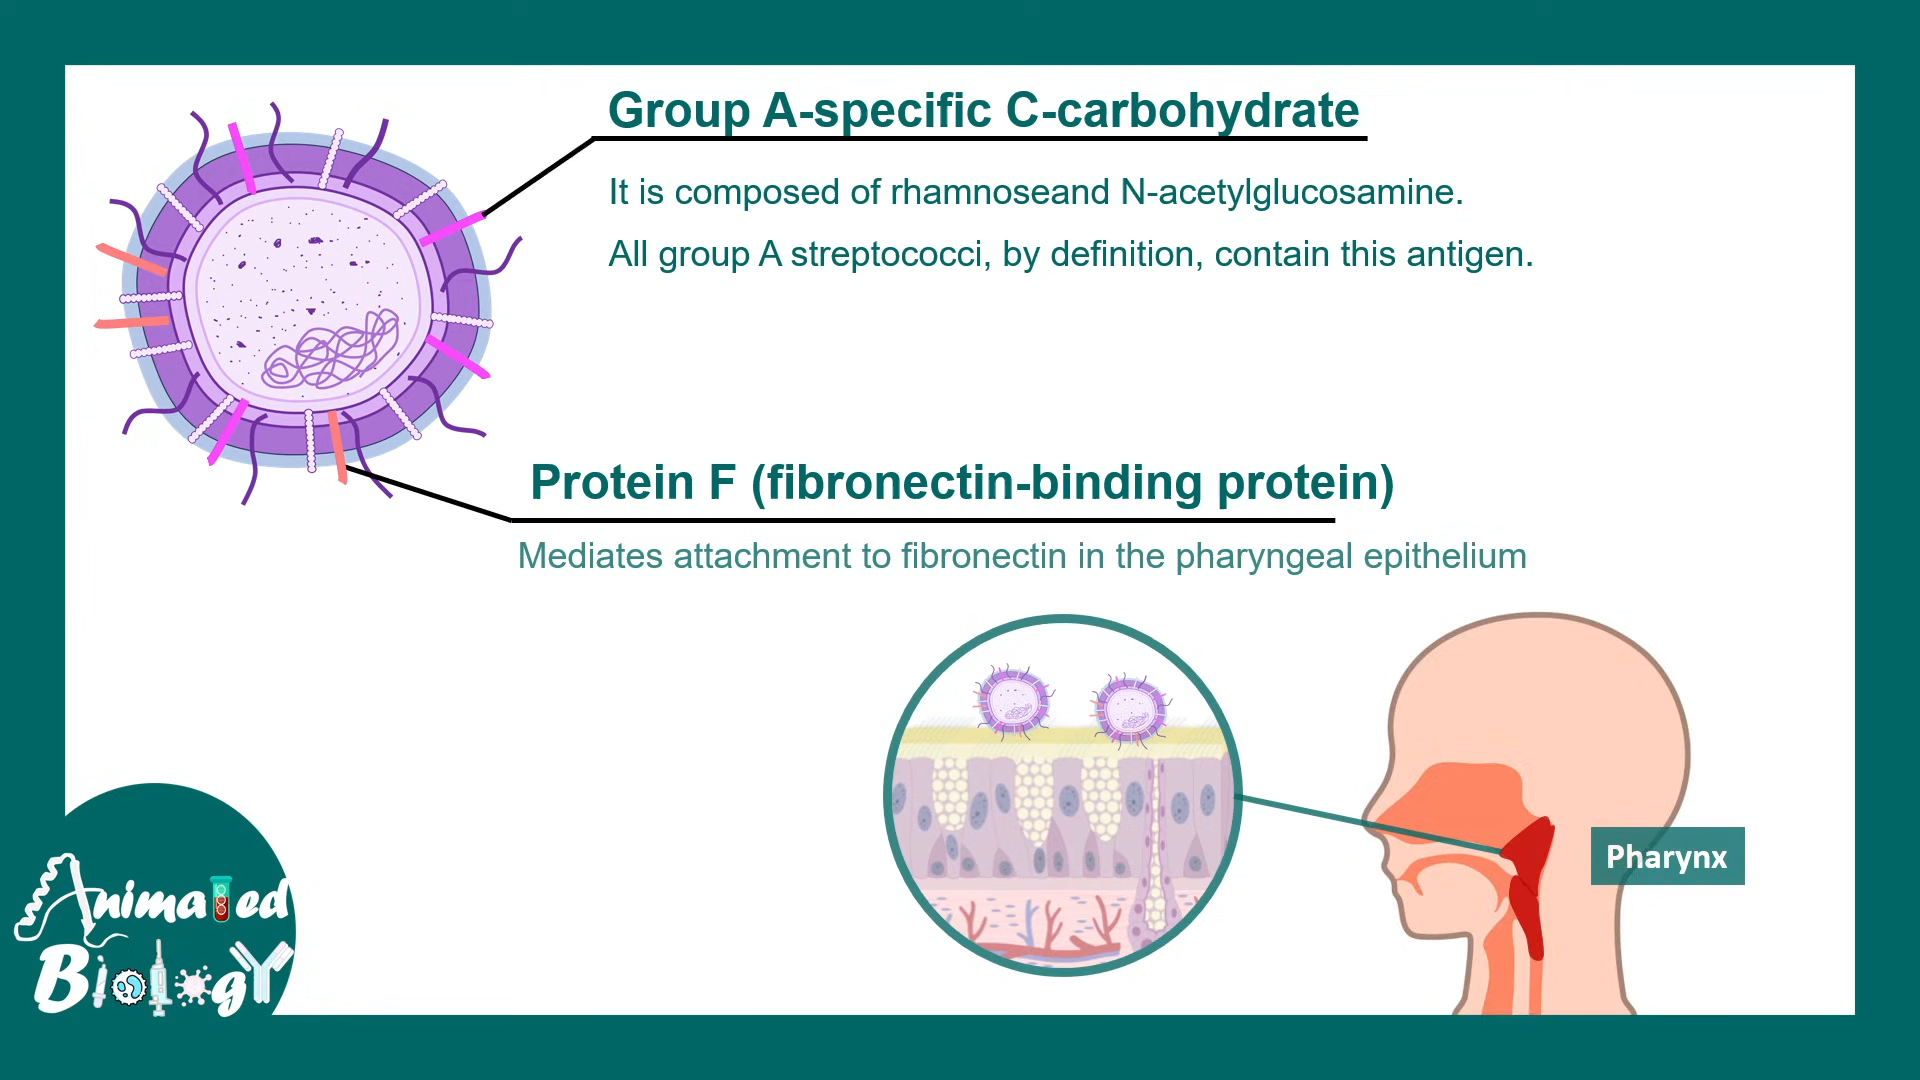 Group A-specific C-carbohydrate
It is composed of rhamnoseand N-acetylglucosamine.
All group A streptococci, by definition, contain this antigen.
Protein F (fibronectin-binding protein)
Mediates attachment to fibronectin in the pharyngeal epithelium
Pharynx
Animated
Biology